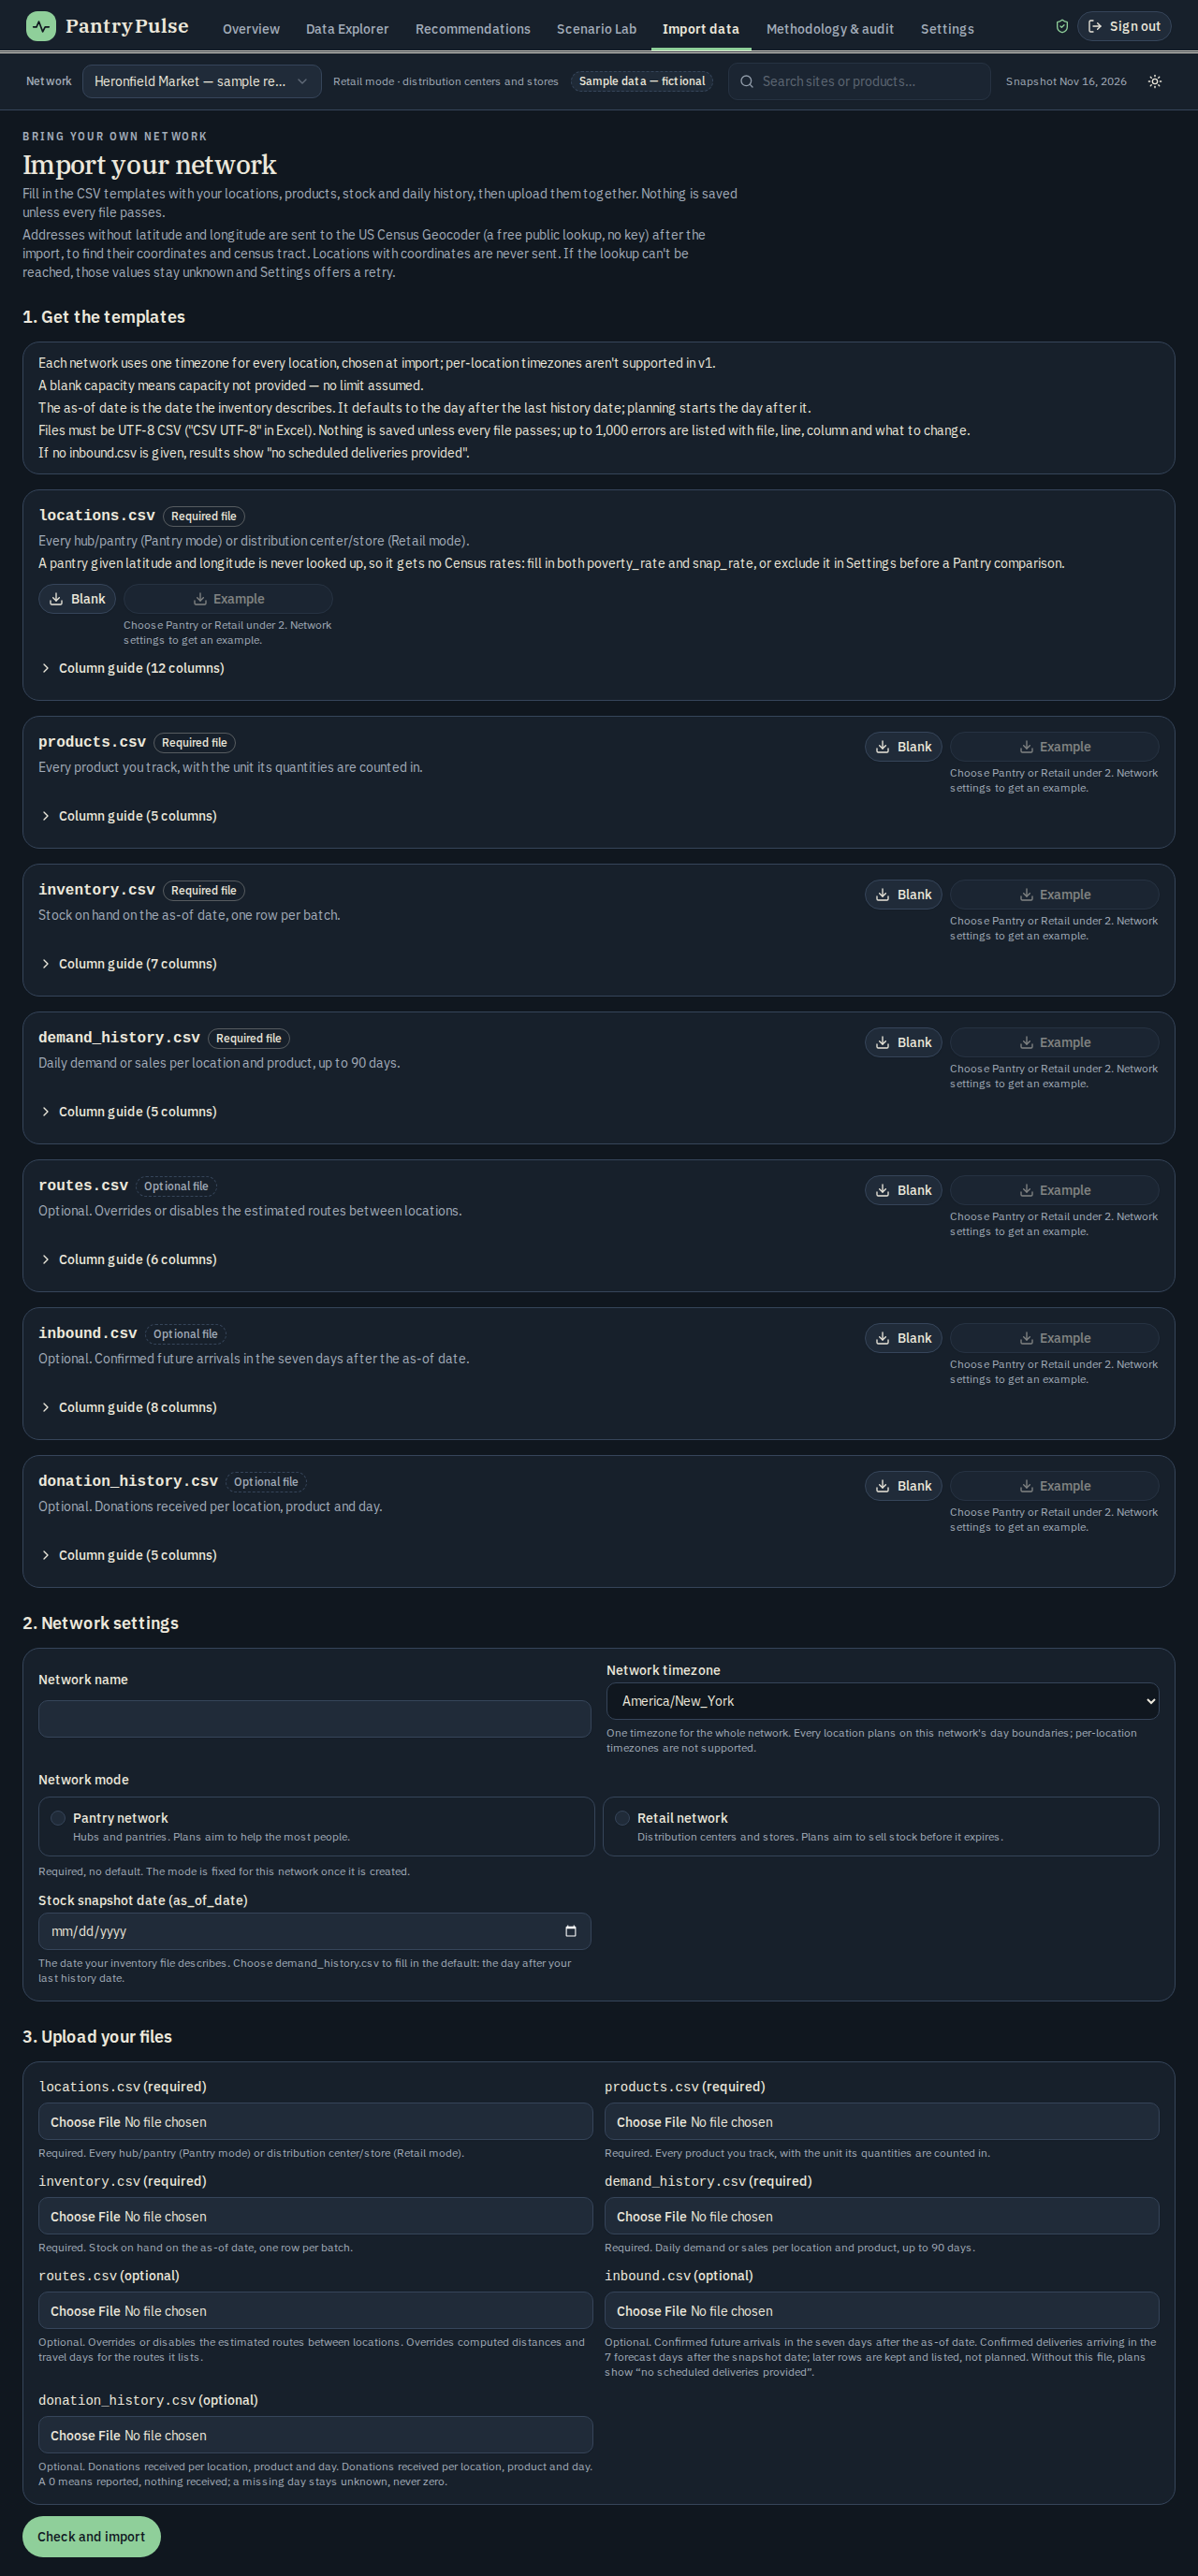 PantryPulse
Overview
Data Explorer
Recommendations
Scenario Lab
Import data
Methodology & audit
Settings
Sign out
Network
Heronfield Market — sample re...
Retail mode · distribution centers and stores
Sample data — fictional
Search sites or products...
Snapshot Nov 16, 2026
BRING YOUR OWN NETWORK
Import your network
Fill in the CSV templates with your locations, products, stock and daily history, then upload them together. Nothing is saved
unless every file passes.
Addresses without latitude and longitude are sent to the US Census Geocoder (a free public lookup, no key) after the
import, to find their coordinates and census tract. Locations with coordinates are never sent. If the lookup can't be
reached, those values stay unknown and Settings offers a retry.
1. Get the templates
Each network uses one timezone for every location, chosen at import; per-location timezones aren't supported in v1.
A blank capacity means capacity not provided — no limit assumed.
The as-of date is the date the inventory describes. It defaults to the day after the last history date; planning starts the day after it.
Files must be UTF-8 CSV ("CSV UTF-8" in Excel). Nothing is saved unless every file passes; up to 1,000 errors are listed with file, line, column and what to change.
If no inbound.csv is given, results show "no scheduled deliveries provided".
locations.csv
Required file
Every hub/pantry (Pantry mode) or distribution center/store (Retail mode).
A pantry given latitude and longitude is never looked up, so it gets no Census rates: fill in both poverty_rate and snap_rate, or exclude it in Settings before a Pantry comparison.
Blank
Example
Choose Pantry or Retail under 2. Network
settings to get an example.
Column guide (12 columns)
products.csv
Required file
Every product you track, with the unit its quantities are counted in.
Blank
Example
Choose Pantry or Retail under 2. Network
settings to get an example.
Column guide (5 columns)
inventory.csv
Required file
Stock on hand on the as-of date, one row per batch.
Blank
Example
Choose Pantry or Retail under 2. Network
settings to get an example.
Column guide (7 columns)
demand_history.csv
Required file
Daily demand or sales per location and product, up to 90 days.
Blank
Example
Choose Pantry or Retail under 2. Network
settings to get an example.
Column guide (5 columns)
routes.csv
Optional file
Optional. Overrides or disables the estimated routes between locations.
Blank
Example
Choose Pantry or Retail under 2. Network
settings to get an example.
Column guide (6 columns)
inbound.csv
Optional file
Optional. Confirmed future arrivals in the seven days after the as-of date.
Blank
Example
Choose Pantry or Retail under 2. Network
settings to get an example.
Column guide (8 columns)
donation_history.csv
Optional file
Optional. Donations received per location, product and day.
Blank
Example
Choose Pantry or Retail under 2. Network
settings to get an example.
Column guide (5 columns)
2. Network settings
Network name
Network timezone
America/New_York
One timezone for the whole network. Every location plans on this network's day boundaries; per-location
timezones are not supported.
Network mode
Pantry network
Hubs and pantries. Plans aim to help the most people.
Retail network
Distribution centers and stores. Plans aim to sell stock before it expires.
Required, no default. The mode is fixed for this network once it is created.
Stock snapshot date (as_of_date)
mm/dd/yyyy
The date your inventory file describes. Choose demand_history.csv to fill in the default: the day after your
last history date.
3. Upload your files
locations.csv (required)
Choose File No file chosen
Required. Every hub/pantry (Pantry mode) or distribution center/store (Retail mode).
products.csv (required)
Choose File No file chosen
Required. Every product you track, with the unit its quantities are counted in.
inventory.csv (required)
Choose File No file chosen
Required. Stock on hand on the as-of date, one row per batch.
demand_history.csv (required)
Choose File No file chosen
Required. Daily demand or sales per location and product, up to 90 days.
routes.csv (optional)
Choose File No file chosen
Optional. Overrides or disables the estimated routes between locations. Overrides computed distances and
travel days for the routes it lists.
inbound.csv (optional)
Choose File No file chosen
Optional. Confirmed future arrivals in the seven days after the as-of date. Confirmed deliveries arriving in the
7 forecast days after the snapshot date; later rows are kept and listed, not planned. Without this file, plans
show “no scheduled deliveries provided”.
donation_history.csv (optional)
Choose File No file chosen
Optional. Donations received per location, product and day. Donations received per location, product and day.
A 0 means reported, nothing received; a missing day stays unknown, never zero.
Check and import